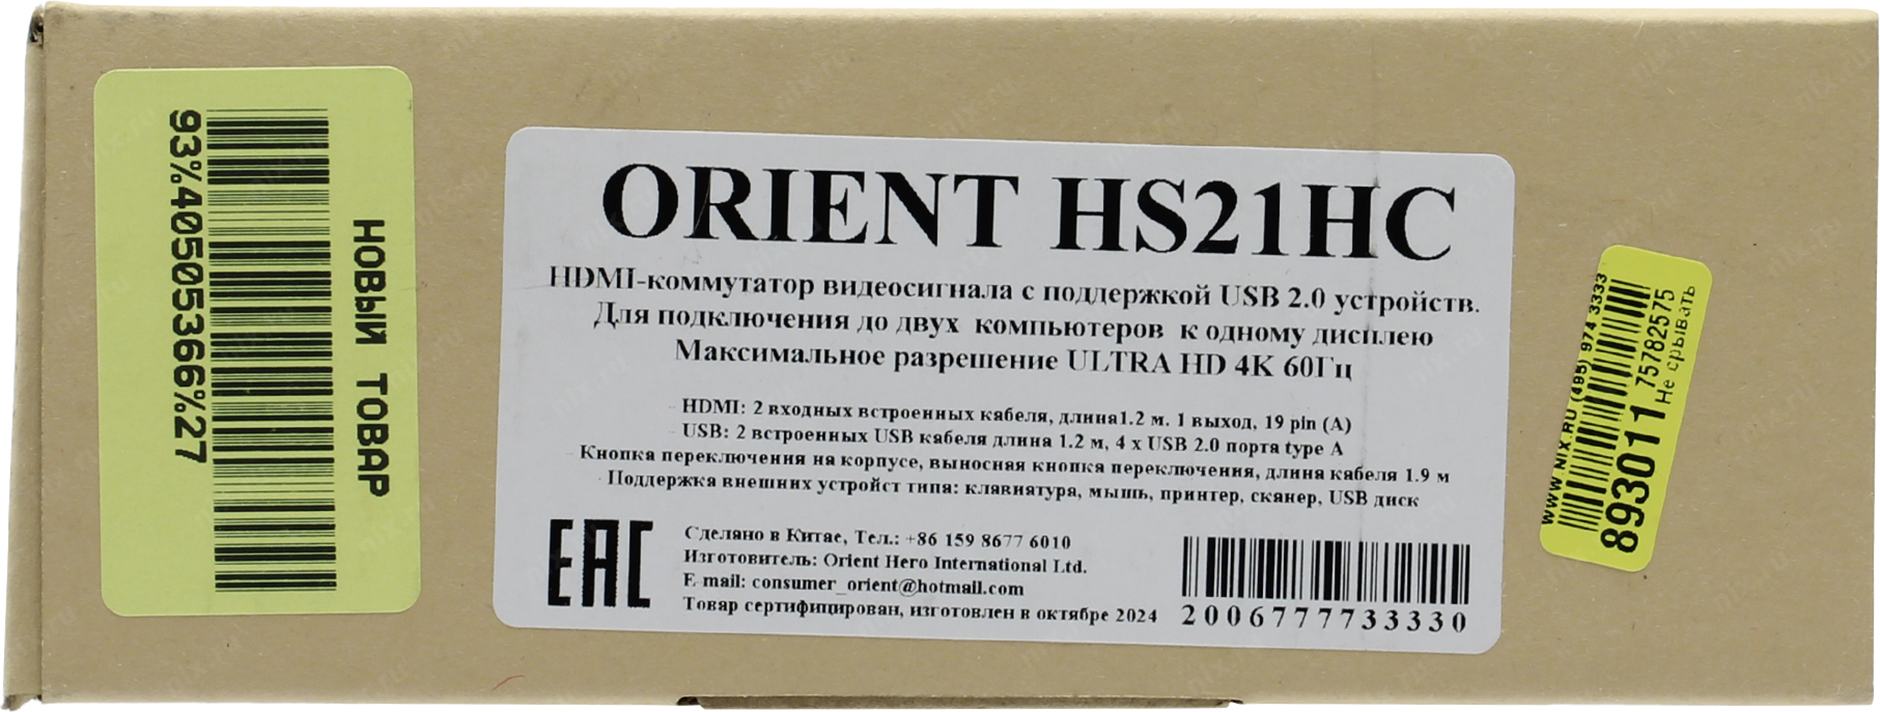 93%40505366%27
НОВЫЙ ТОВАР
ORIENT HS21HC
HDMI-коммутатор видеосигнала с поддержкой USB 2.0 устройств.
Для подключения до двух компьютеров к одному дисплею
Максимальное разрешение ULTRA HD 4K 60Гц
HDMI: 2 входных встроенных кабеля, длина1.2 м. 1 выход, 19 pin (A)
USB: 2 встроенных USB кабеля длина 1.2 м, 4 x USB 2.0 порта type A
Кнопка переключения на корпусе, выносная кнопка переключения, длина кабеля 1.9 м
Поддержка внешних устройст типа: клавиатура, мышь, принтер, сканер, USB диск
EAC
Сделано в Китае, Тел.: +86 159 8677 6010
Изготовитель: Orient Hero International Ltd.
E-mail: consumer_orient@hotmail.com
Товар сертифицирован, изготовлен в октябре 2024
2006777733330
WWW.NIX.RU (495) 974 3333
893011 75782575
Не срывать